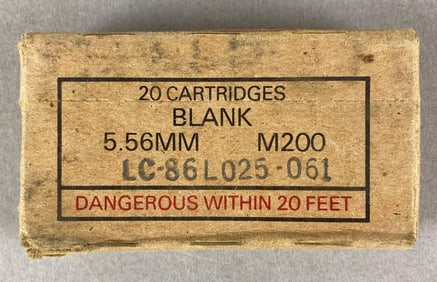 20 CARTRIDGES
BLANK
5.56MM M200
LC-86L025-061
DANGEROUS WITHIN 20 FEET